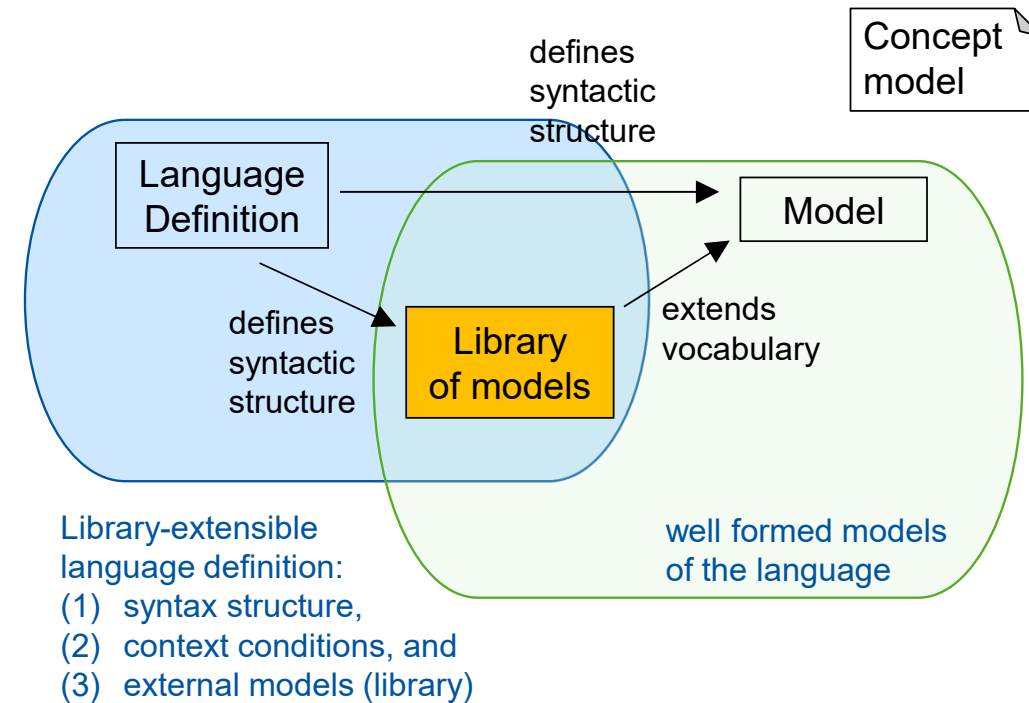 Concept
model
defines
syntactic
structure
Language
Definition
Model
defines
syntactic
structure
Library
of models
extends
vocabulary
Library-extensible
language definition:
(1) syntax structure,
(2) context conditions, and
(3) external models (library)
well formed models
of the language